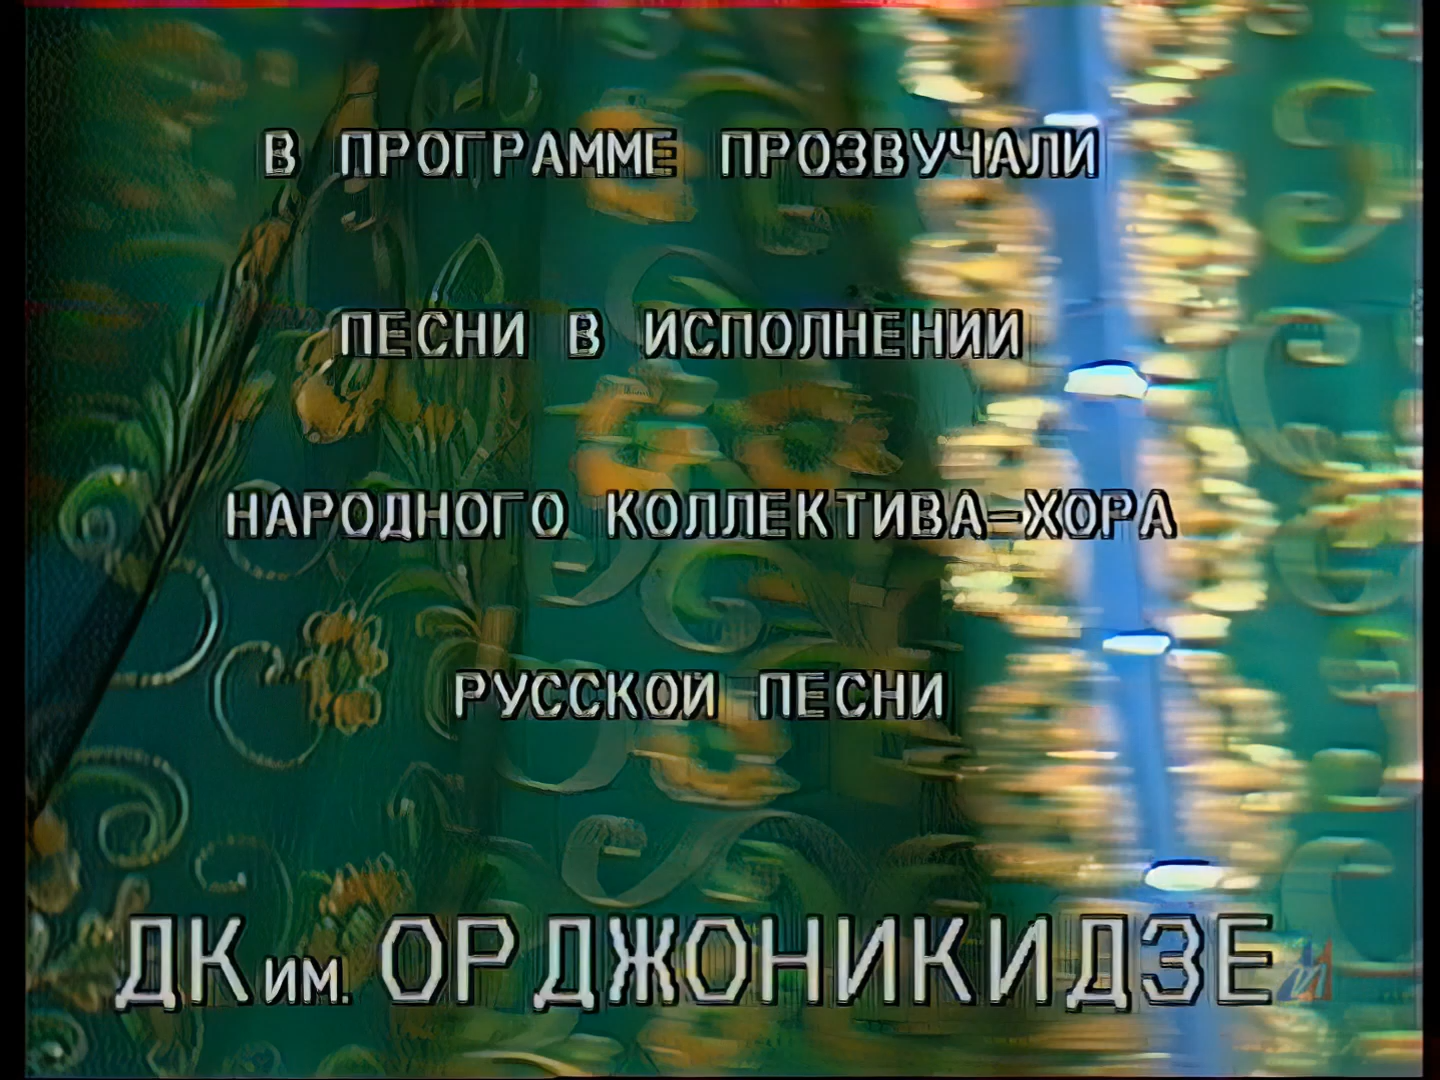 В ПРОГРАММЕ ПРОЗВУЧАЛИ
ПЕСНИ В ИСПОЛНЕНИИ
НАРОДНОГО КОЛЛЕКТИВА-ХОРА
РУССКОЙ ПЕСНИ
ДК ИМ. ОРДЖОНИКИДЗЕ